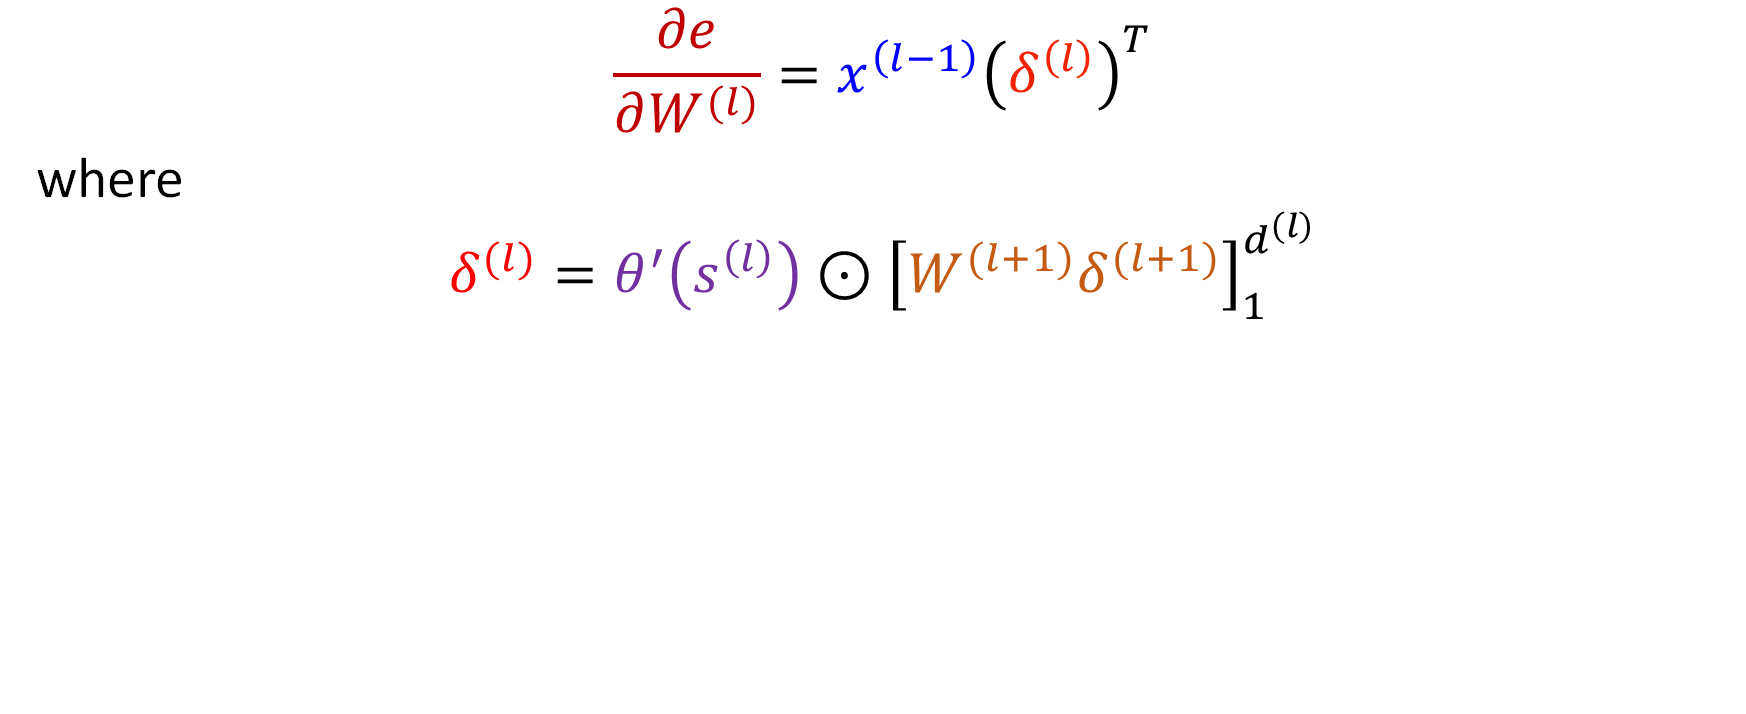 ∂e/∂W^(l) = x^(l−1)(δ^(l))^T
where
δ^(l) = θ′(s^(l)) ⊙ [W^(l+1)δ^(l+1)]_1^d^(l)